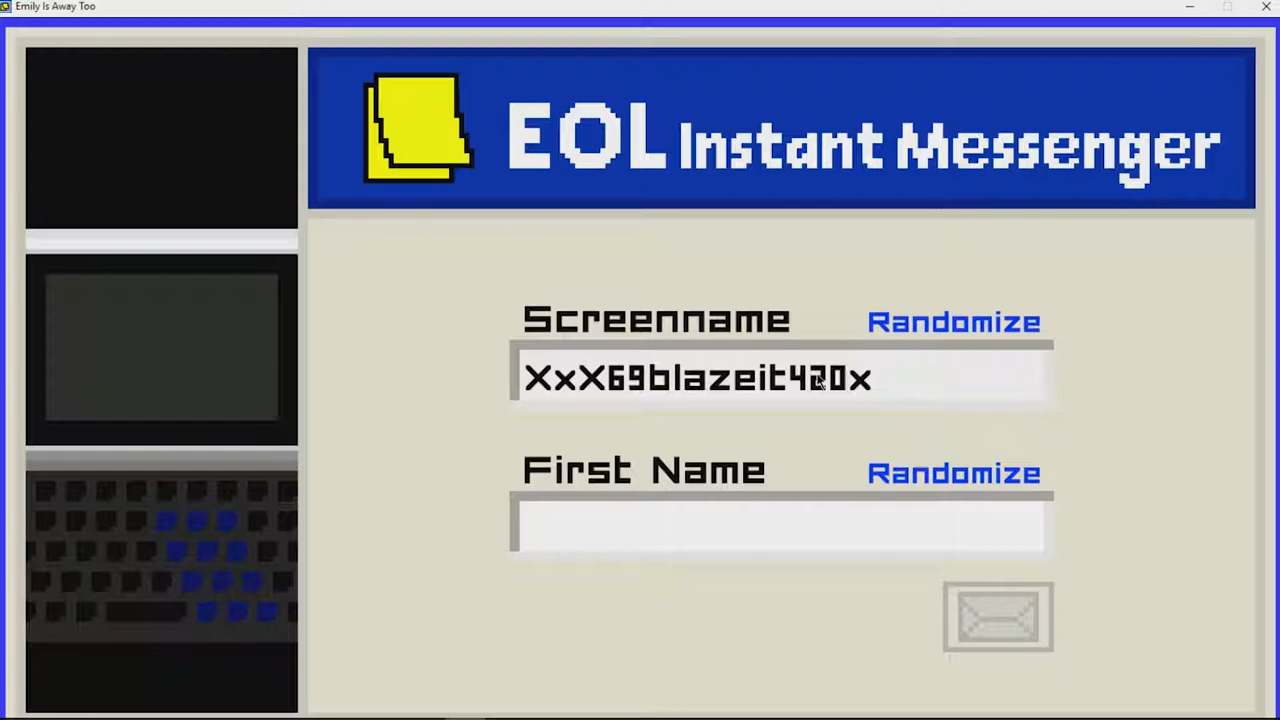 Emily Is Away Too
EOL Instant Messenger
Screenname Randomize
XxX69blazeit420x
First Name Randomize